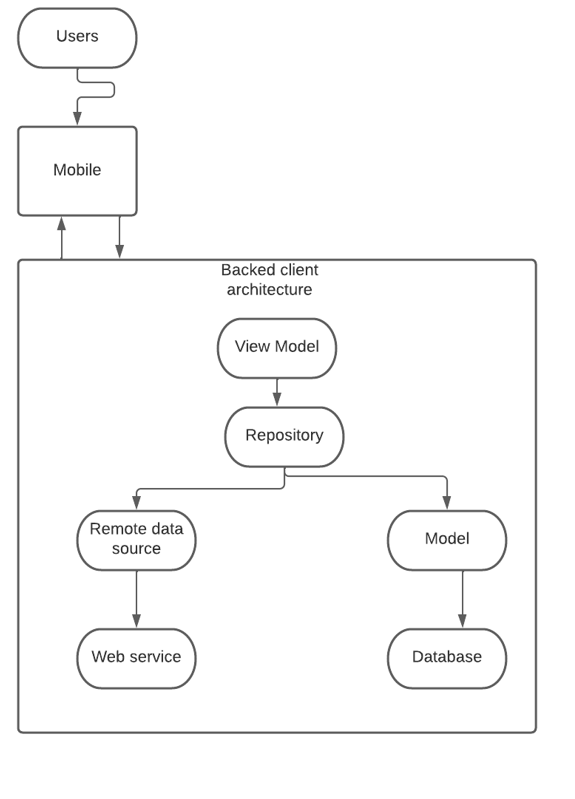 Users
Mobile
Backed client
architecture
View Model
Repository
Remote data
source
Model
Web service
Database